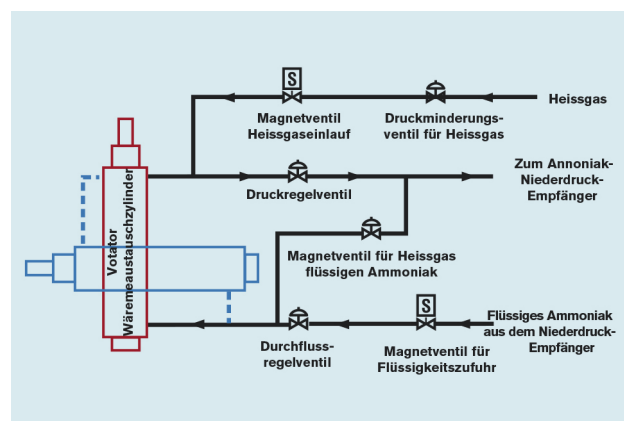 S
Heissgas
Magnetventil
Heissgaseinlauf
Druckminderungs-
ventil für Heissgas
Zum Annoniak-
Niederdruck-
Empfänger
Druckregelventil
Votator
Wäremeaustauschzylinder
Magnetventil für Heissgas
flüssigen Ammoniak
S
Flüssiges Ammoniak
aus dem Niederdruck-
Empfänger
Durchfluss-
regelventil
Magnetventil für
Flüssigkeitszufuhr